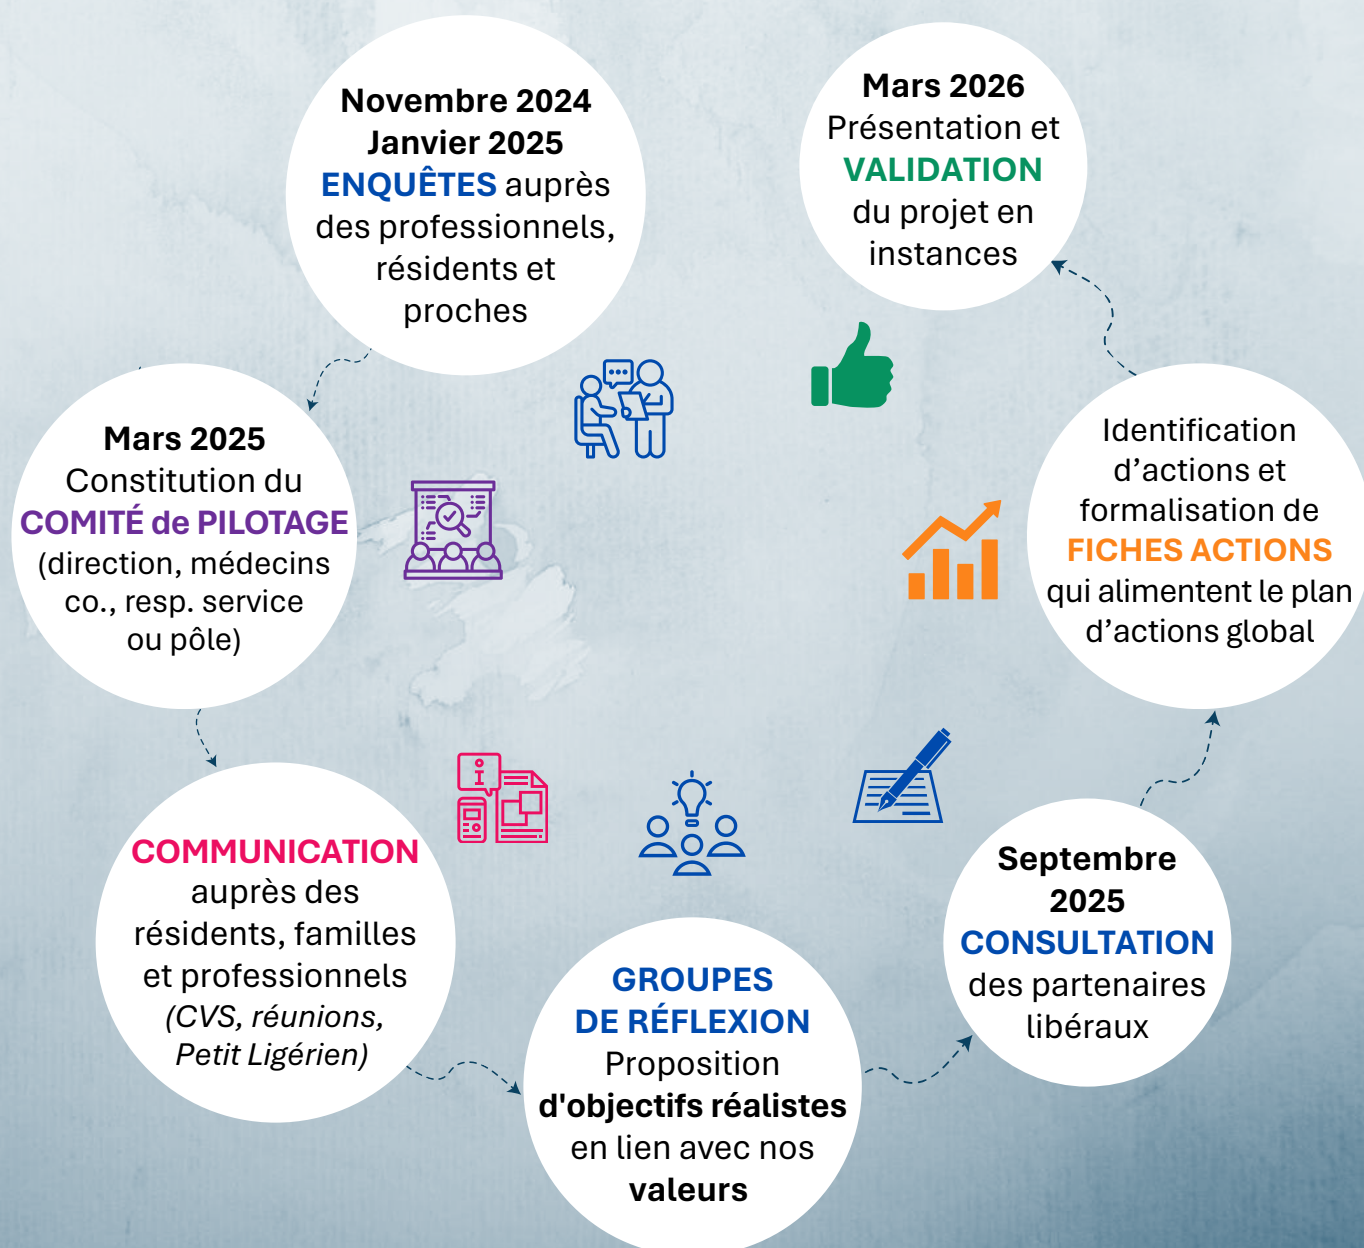 Novembre 2024
Janvier 2025
ENQUÊTES auprès
des professionnels,
résidents et
proches
Mars 2025
Constitution du
COMITÉ de PILOTAGE
(direction, médecins
co., resp. service
ou pôle)
COMMUNICATION
auprès des
résidents, familles
et professionnels
(CVS, réunions,
Petit Ligérien)
GROUPES
DE RÉFLEXION
Proposition
d'objectifs réalistes
en lien avec nos
valeurs
Septembre
2025
CONSULTATION
des partenaires
libéraux
Identification
d’actions et
formalisation de
FICHES ACTIONS
qui alimentent le plan
d’actions global
Mars 2026
Présentation et
VALIDATION
du projet en
instances